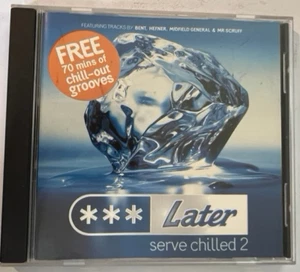 FEATURING TRACKS BY BENT, HEFNER, MIDFIELD GENERAL & MR SCRUFF
FREE
70 mins of
chill-out
grooves
*** Later
serve chilled 2